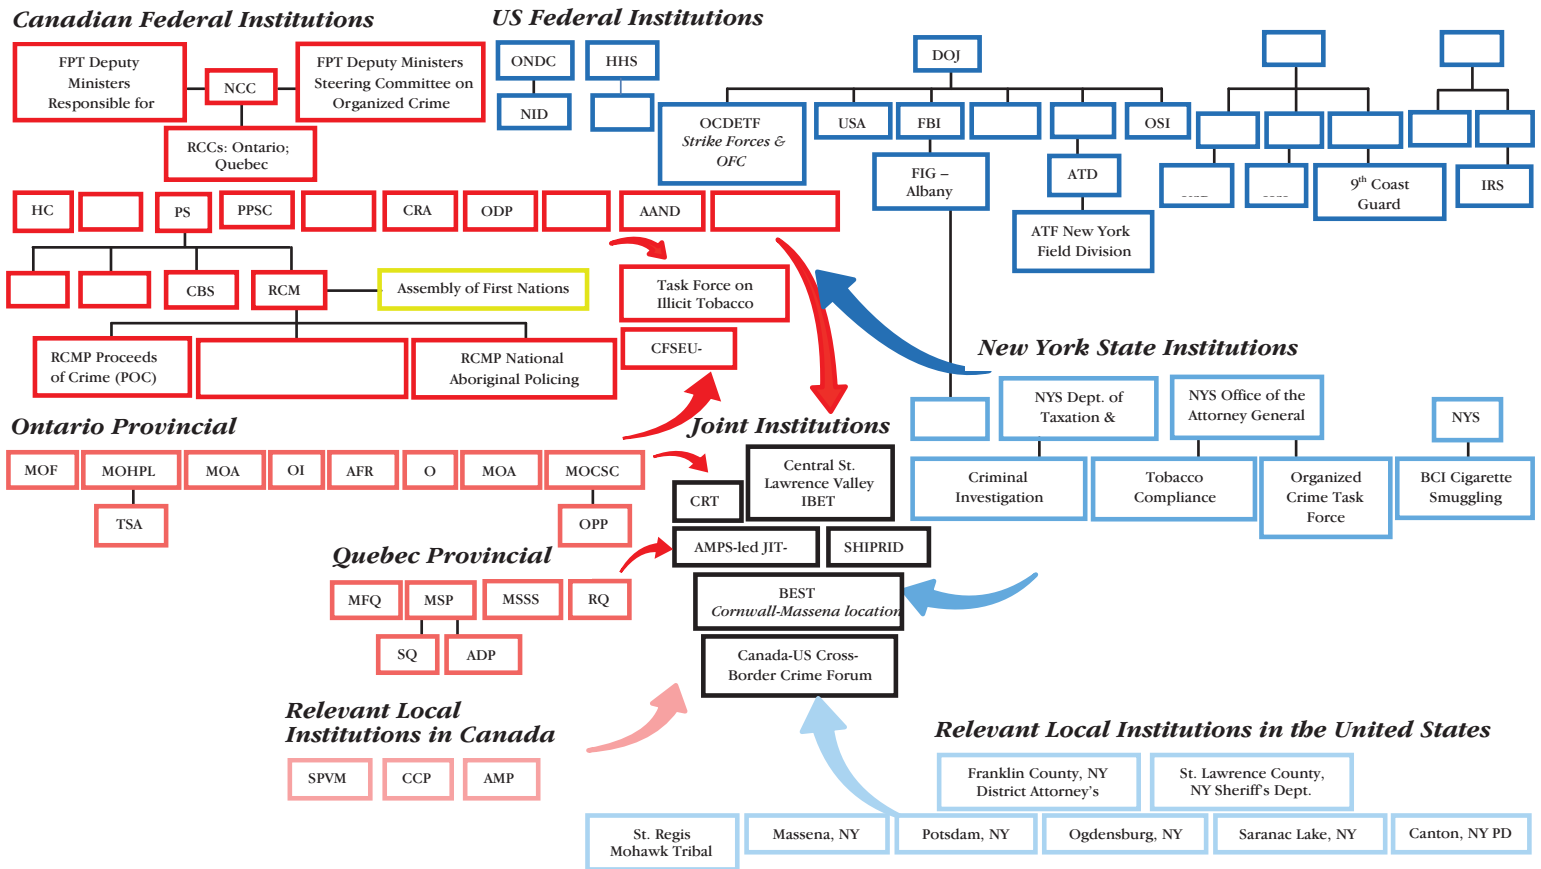 Canadian Federal Institutions
US Federal Institutions
FPT Deputy
Ministers
Responsible for
NCC
FPT Deputy Ministers
Steering Committee on
Organized Crime
RCCs: Ontario;
Quebec
ONDC
NID
HHS
DOJ
OCDETF
Strike Forces &
OFC
USA
FBI
OSI
FIG –
Albany
ATD
ATF New York
Field Division
9th Coast
Guard
IRS
HC
PS
PPSC
CRA
ODP
AAND
CBS
RCM
Assembly of First Nations
Task Force on
Illicit Tobacco
CFSEU-
RCMP Proceeds
of Crime (POC)
RCMP National
Aboriginal Policing
New York State Institutions
NYS Dept. of
Taxation &
NYS Office of the
Attorney General
NYS
Criminal
Investigation
Tobacco
Compliance
Organized
Crime Task
Force
BCI Cigarette
Smuggling
Ontario Provincial
MOF
MOHPL
MOA
OI
AFR
O
MOA
MOCSC
TSA
OPP
Joint Institutions
Central St.
Lawrence Valley
IBET
CRT
AMPS-led JIT-
SHIPRID
BEST
Cornwall-Massena location
Canada-US Cross-
Border Crime Forum
Quebec Provincial
MFQ
MSP
MSSS
RQ
SQ
ADP
Relevant Local
Institutions in Canada
SPVM
CCP
AMP
Relevant Local Institutions in the United States
Franklin County, NY
District Attorney's
St. Lawrence County,
NY Sheriff's Dept.
St. Regis
Mohawk Tribal
Massena, NY
Potsdam, NY
Ogdensburg, NY
Saranac Lake, NY
Canton, NY PD